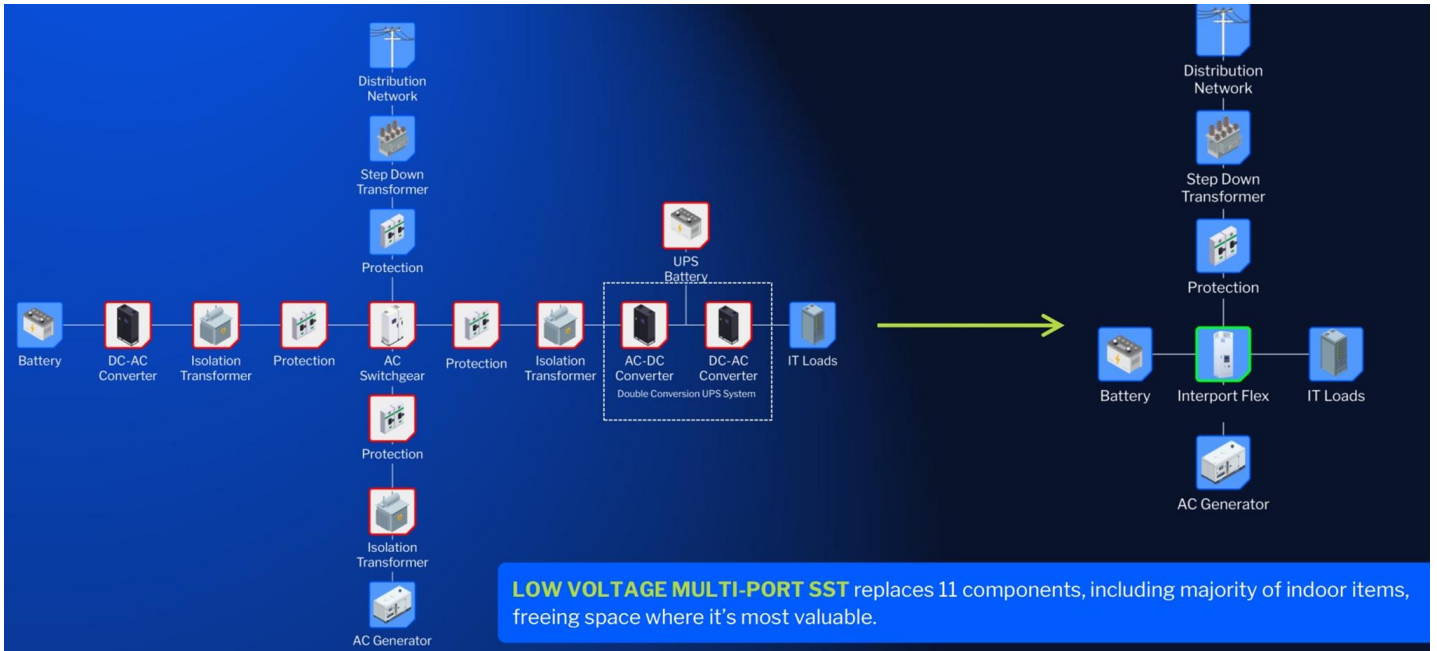 Distribution
Network
Step Down
Transformer
Protection
UPS
Battery
Battery
DC-AC
Converter
Isolation
Transformer
Protection
AC
Switchgear
Protection
Isolation
Transformer
AC-DC
Converter
DC-AC
Converter
Double Conversion UPS System
IT Loads
Protection
Isolation
Transformer
AC Generator
Distribution
Network
Step Down
Transformer
Protection
Battery
Interport Flex
IT Loads
AC Generator
LOW VOLTAGE MULTI-PORT SST replaces 11 components, including majority of indoor items,
freeing space where it's most valuable.